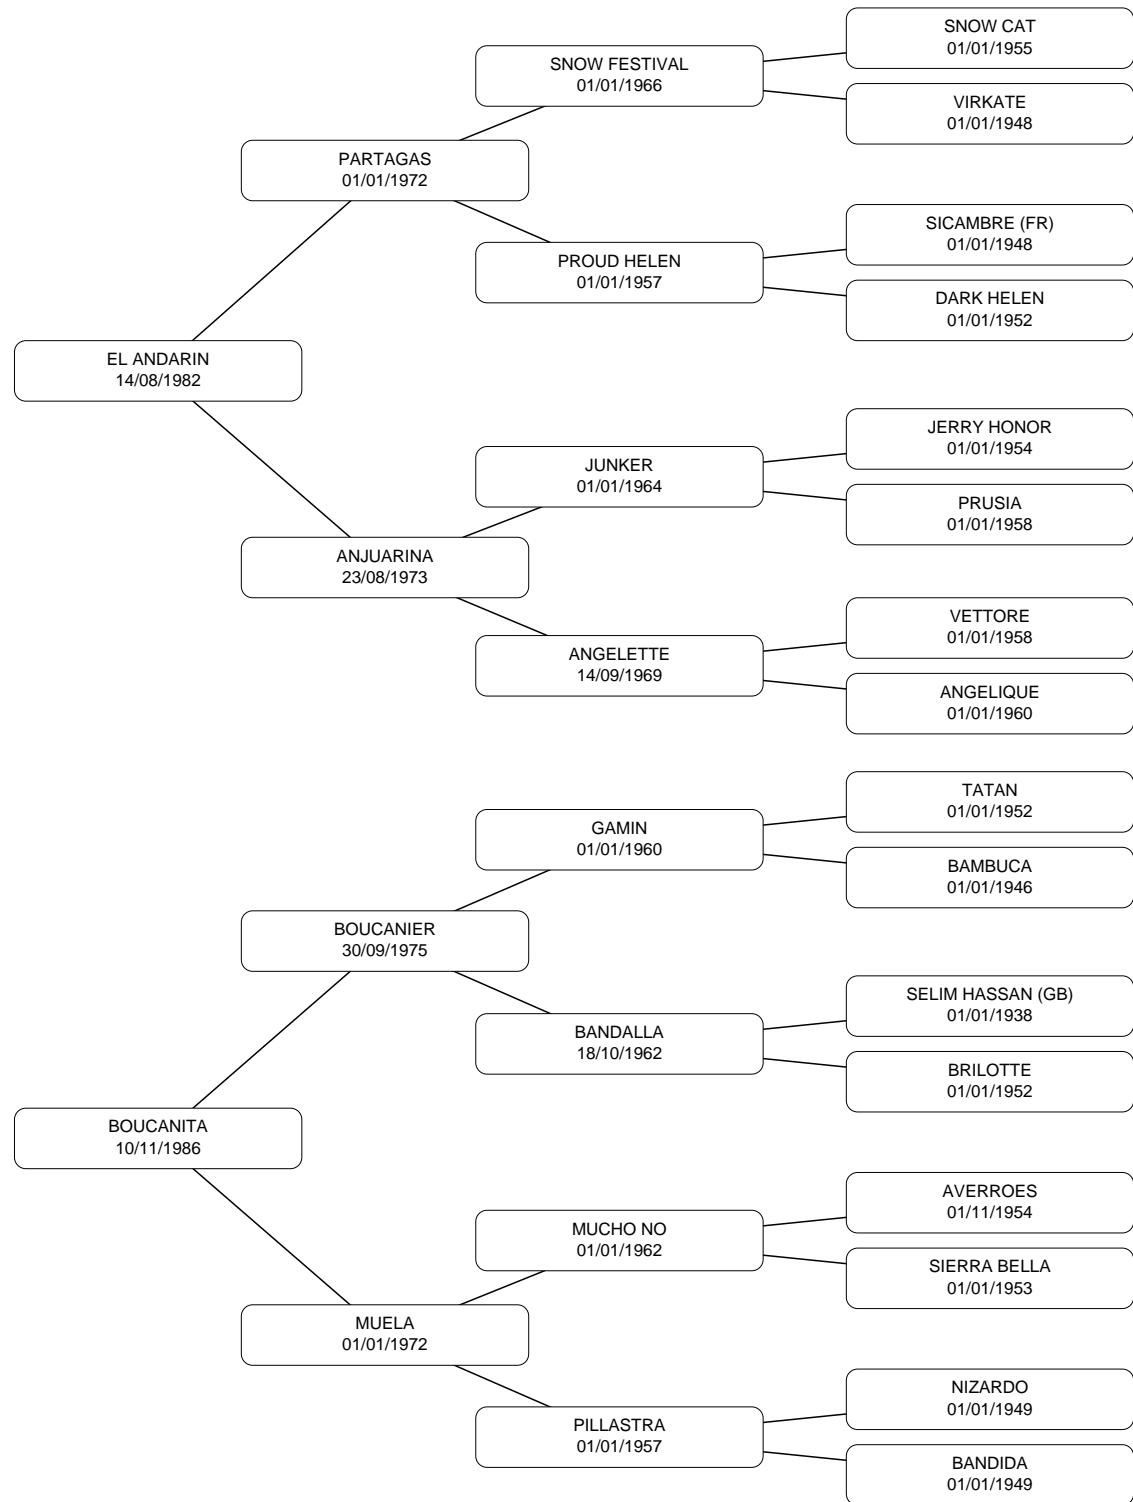 SNOW CAT
01/01/1955
SNOW FESTIVAL
01/01/1966
VIRKATE
01/01/1948
PARTAGAS
01/01/1972
SICAMBRE (FR)
01/01/1948
PROUD HELEN
01/01/1957
DARK HELEN
01/01/1952
EL ANDARIN
14/08/1982
JERRY HONOR
01/01/1954
JUNKER
01/01/1964
PRUSIA
01/01/1958
ANJUARINA
23/08/1973
VETTORE
01/01/1958
ANGELETTE
14/09/1969
ANGELIQUE
01/01/1960
TATAN
01/01/1952
GAMIN
01/01/1960
BAMBUCA
01/01/1946
BOUCANIER
30/09/1975
SELIM HASSAN (GB)
01/01/1938
BANDALLA
18/10/1962
BRILOTTE
01/01/1952
BOUCANITA
10/11/1986
AVERROES
01/11/1954
MUCHO NO
01/01/1962
SIERRA BELLA
01/01/1953
MUELA
01/01/1972
NIZARDO
01/01/1949
PILLASTRA
01/01/1957
BANDIDA
01/01/1949